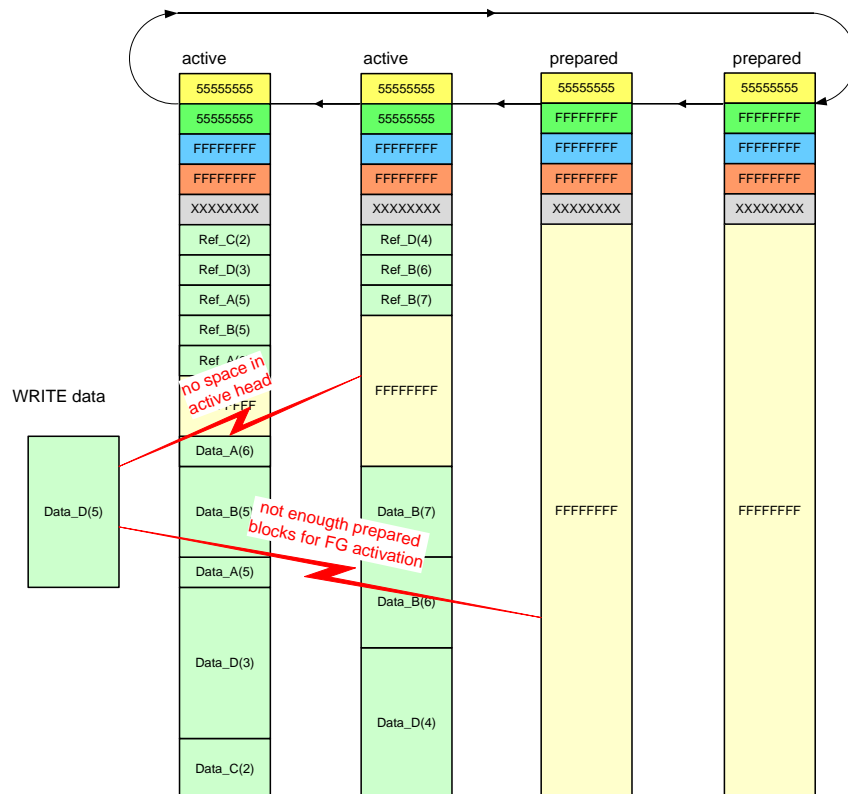 active
active
prepared
prepared
55555555
55555555
55555555
55555555
55555555
55555555
FFFFFFFF
FFFFFFFF
FFFFFFFF
FFFFFFFF
FFFFFFFF
FFFFFFFF
FFFFFFFF
FFFFFFFF
FFFFFFFF
FFFFFFFF
XXXXXXXX
XXXXXXXX
XXXXXXXX
XXXXXXXX
Ref_C(2)
Ref_D(4)
Ref_D(3)
Ref_B(6)
Ref_A(5)
Ref_B(7)
Ref_B(5)
no space in
active head
FFFFFFFF
WRITE data
Data_A(6)
Data_D(5)
Data_B(5)
Data_B(7)
not enougth prepared
blocks for FG activation
FFFFFFFF
FFFFFFFF
Data_A(5)
Data_B(6)
Data_D(3)
Data_D(4)
Data_C(2)